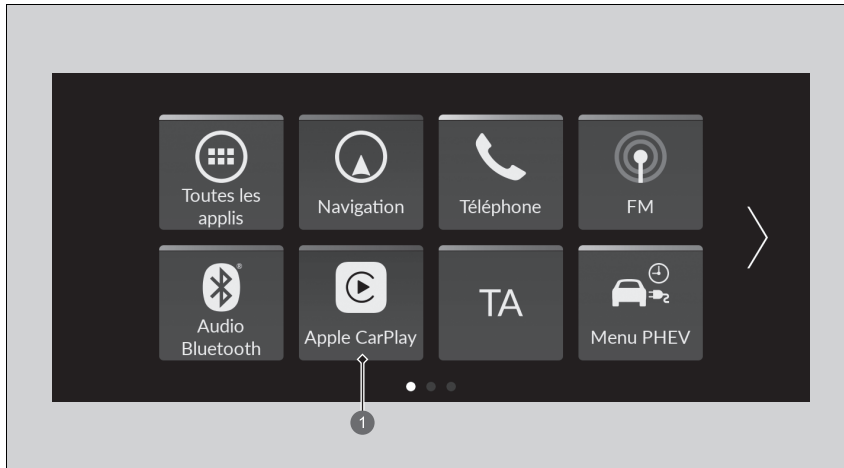 Toutes les
applis
Navigation
Téléphone
FM
®
Audio
Bluetooth
Apple CarPlay
TA
Menu PHEV
1